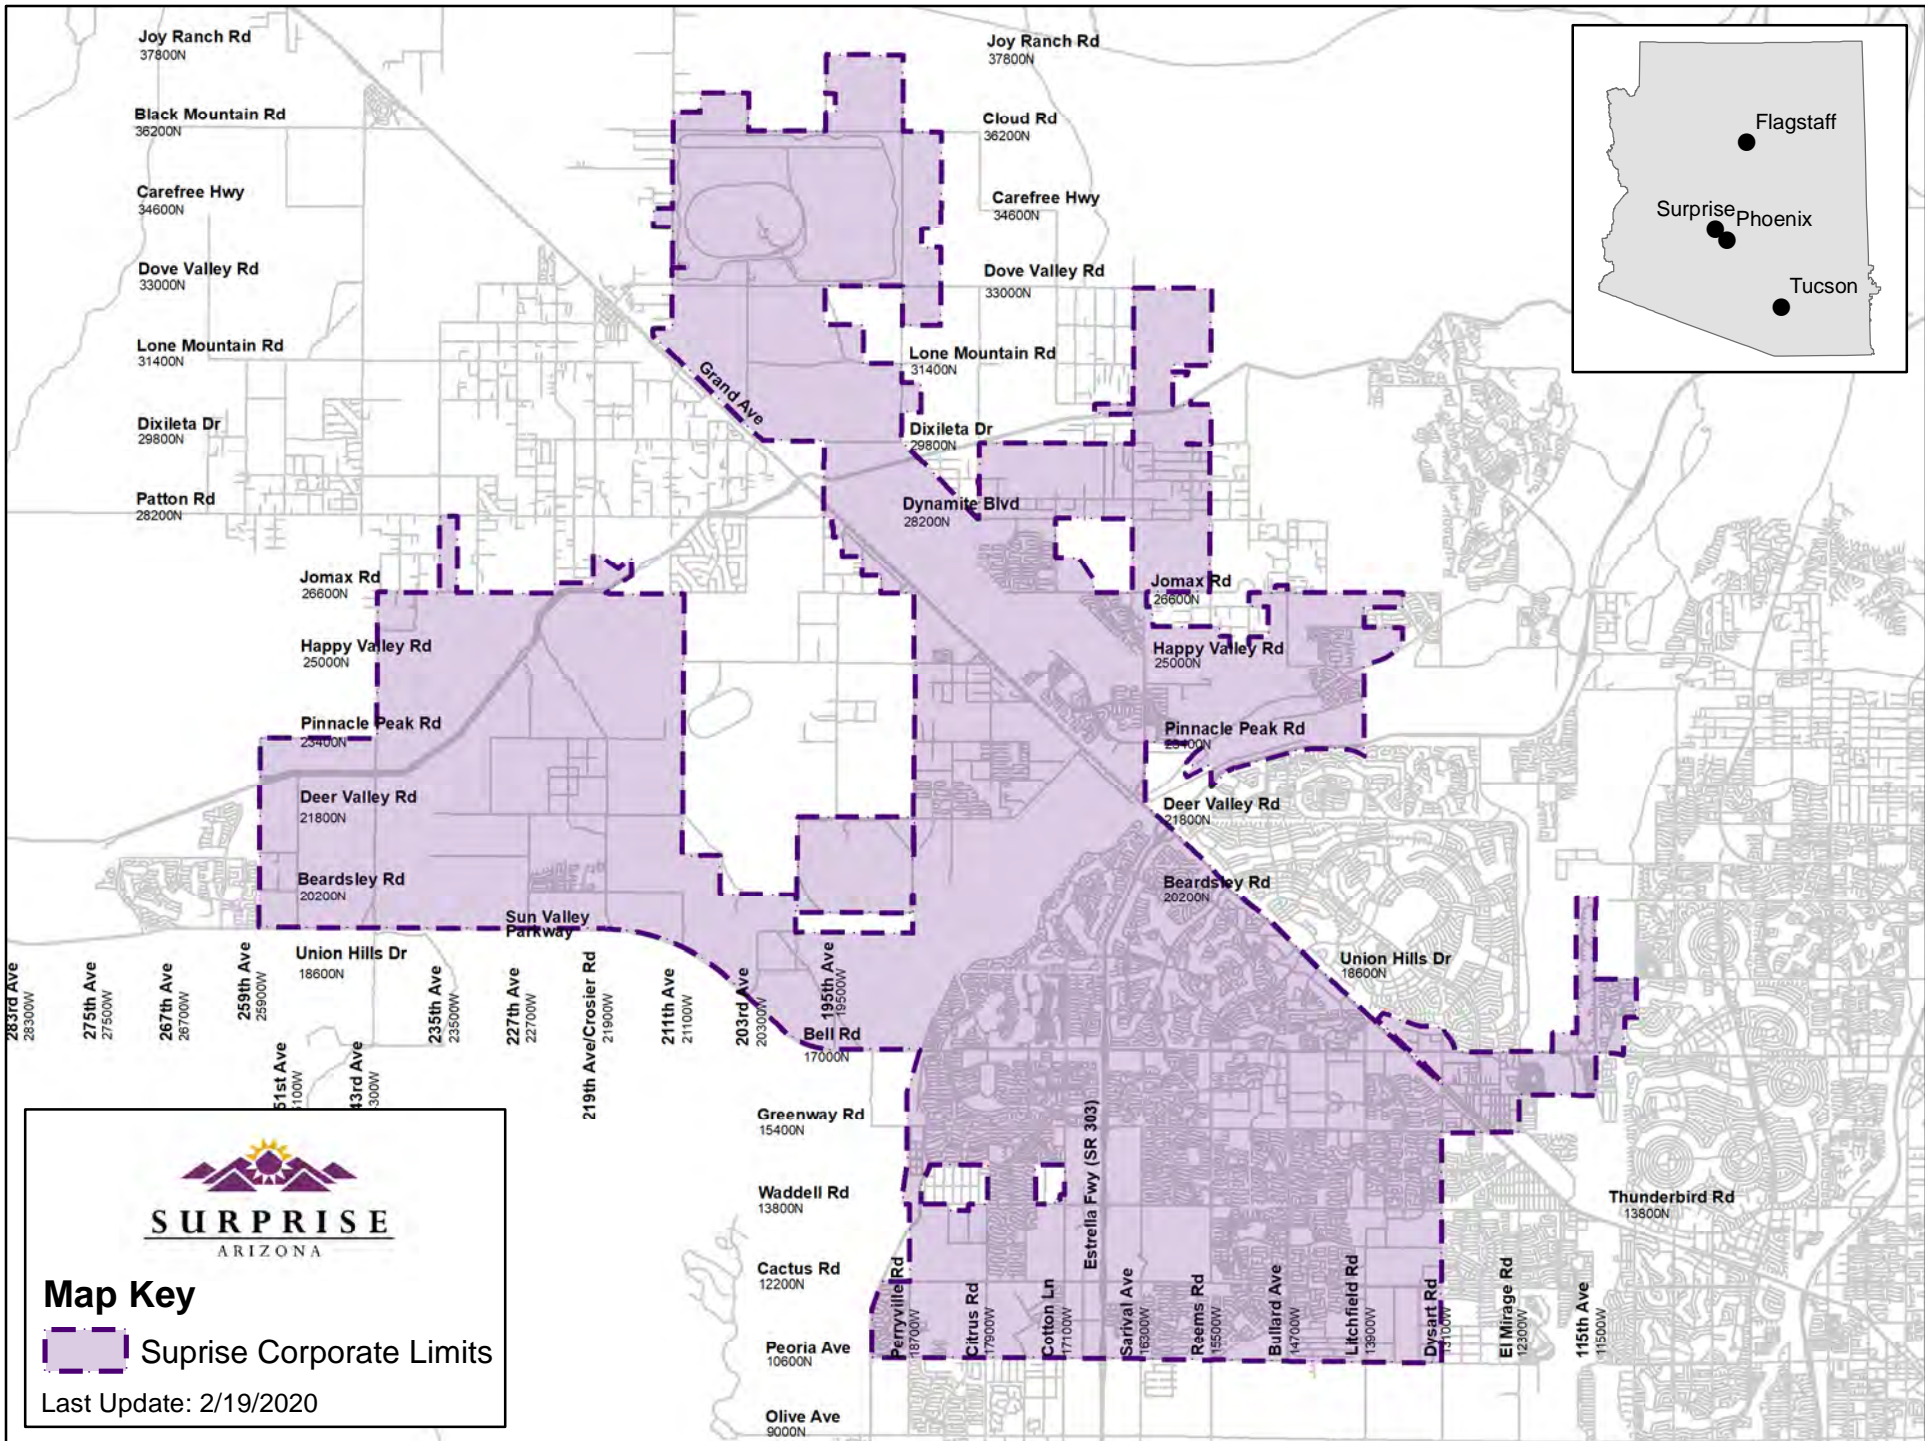 Joy Ranch Rd
37800N
Joy Ranch Rd
37800N
Black Mountain Rd
36200N
Cloud Rd
36200N
Carefree Hwy
34600N
Carefree Hwy
34600N
Dove Valley Rd
33000N
Dove Valley Rd
33000N
Lone Mountain Rd
31400N
Lone Mountain Rd
31400N
Grand Ave
Dixileta Dr
29800N
Dixileta Dr
29800N
Patton Rd
28200N
Dynamite Blvd
28200N
Jomax Rd
26600N
Jomax Rd
26600N
Happy Valley Rd
25000N
Happy Valley Rd
25000N
Pinnacle Peak Rd
23400N
Pinnacle Peak Rd
23400N
Deer Valley Rd
21800N
Deer Valley Rd
21800N
Beardsley Rd
20200N
Beardsley Rd
20200N
Sun Valley
Parkway
Union Hills Dr
18600N
Union Hills Dr
18600N
283rd Ave
28300W
275th Ave
27500W
267th Ave
26700W
259th Ave
25900W
51st Ave
5100W
43rd Ave
300W
235th Ave
23500W
227th Ave
22700W
219th Ave/Crosier Rd
21900W
211th Ave
21100W
203rd Ave
20300W
195th Ave
19500W
Bell Rd
17000N
Greenway Rd
15400N
Waddell Rd
13800N
Thunderbird Rd
13800N
Cactus Rd
12200N
Peoria Ave
10600N
Olive Ave
9000N
Perryville Rd
18700W
Citrus Rd
17900W
Cotton Ln
17100W
Estrella Fwy (SR 303)
Sarival Ave
16300W
Reems Rd
15500W
Bullard Ave
14700W
Litchfield Rd
13900W
Dysart Rd
13100W
El Mirage Rd
12300W
115th Ave
11500W
Flagstaff
Surprise
Phoenix
Tucson
SURPRISE
ARIZONA
Map Key
Suprise Corporate Limits
Last Update: 2/19/2020